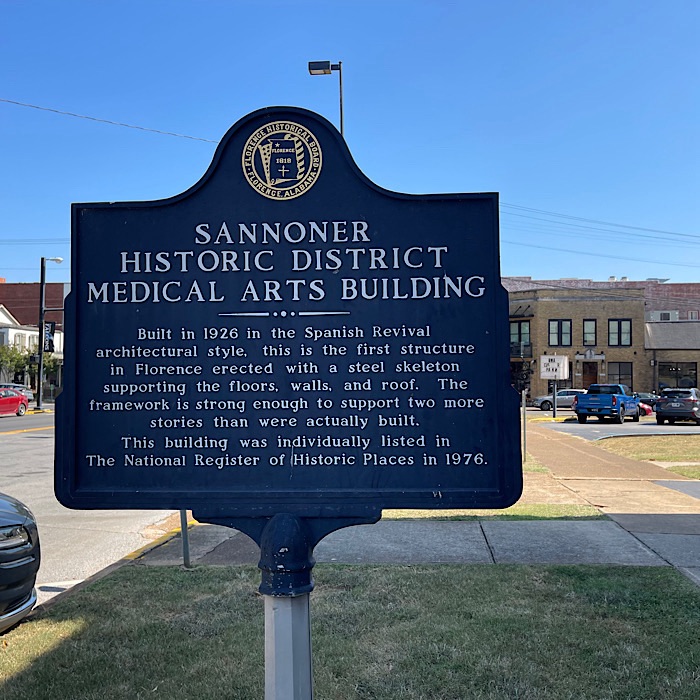 FLORENCE HISTORICAL BOARD
FLORENCE
1818
FLORENCE, ALABAMA
SANNONER
HISTORIC DISTRICT
MEDICAL ARTS BUILDING
Built in 1926 in the Spanish Revival
architectural style, this is the first structure
in Florence erected with a steel skeleton
supporting the floors, walls, and roof. The
framework is strong enough to support two more
stories than were actually built.
This building was individually listed in
The National Register of Historic Places in 1976.